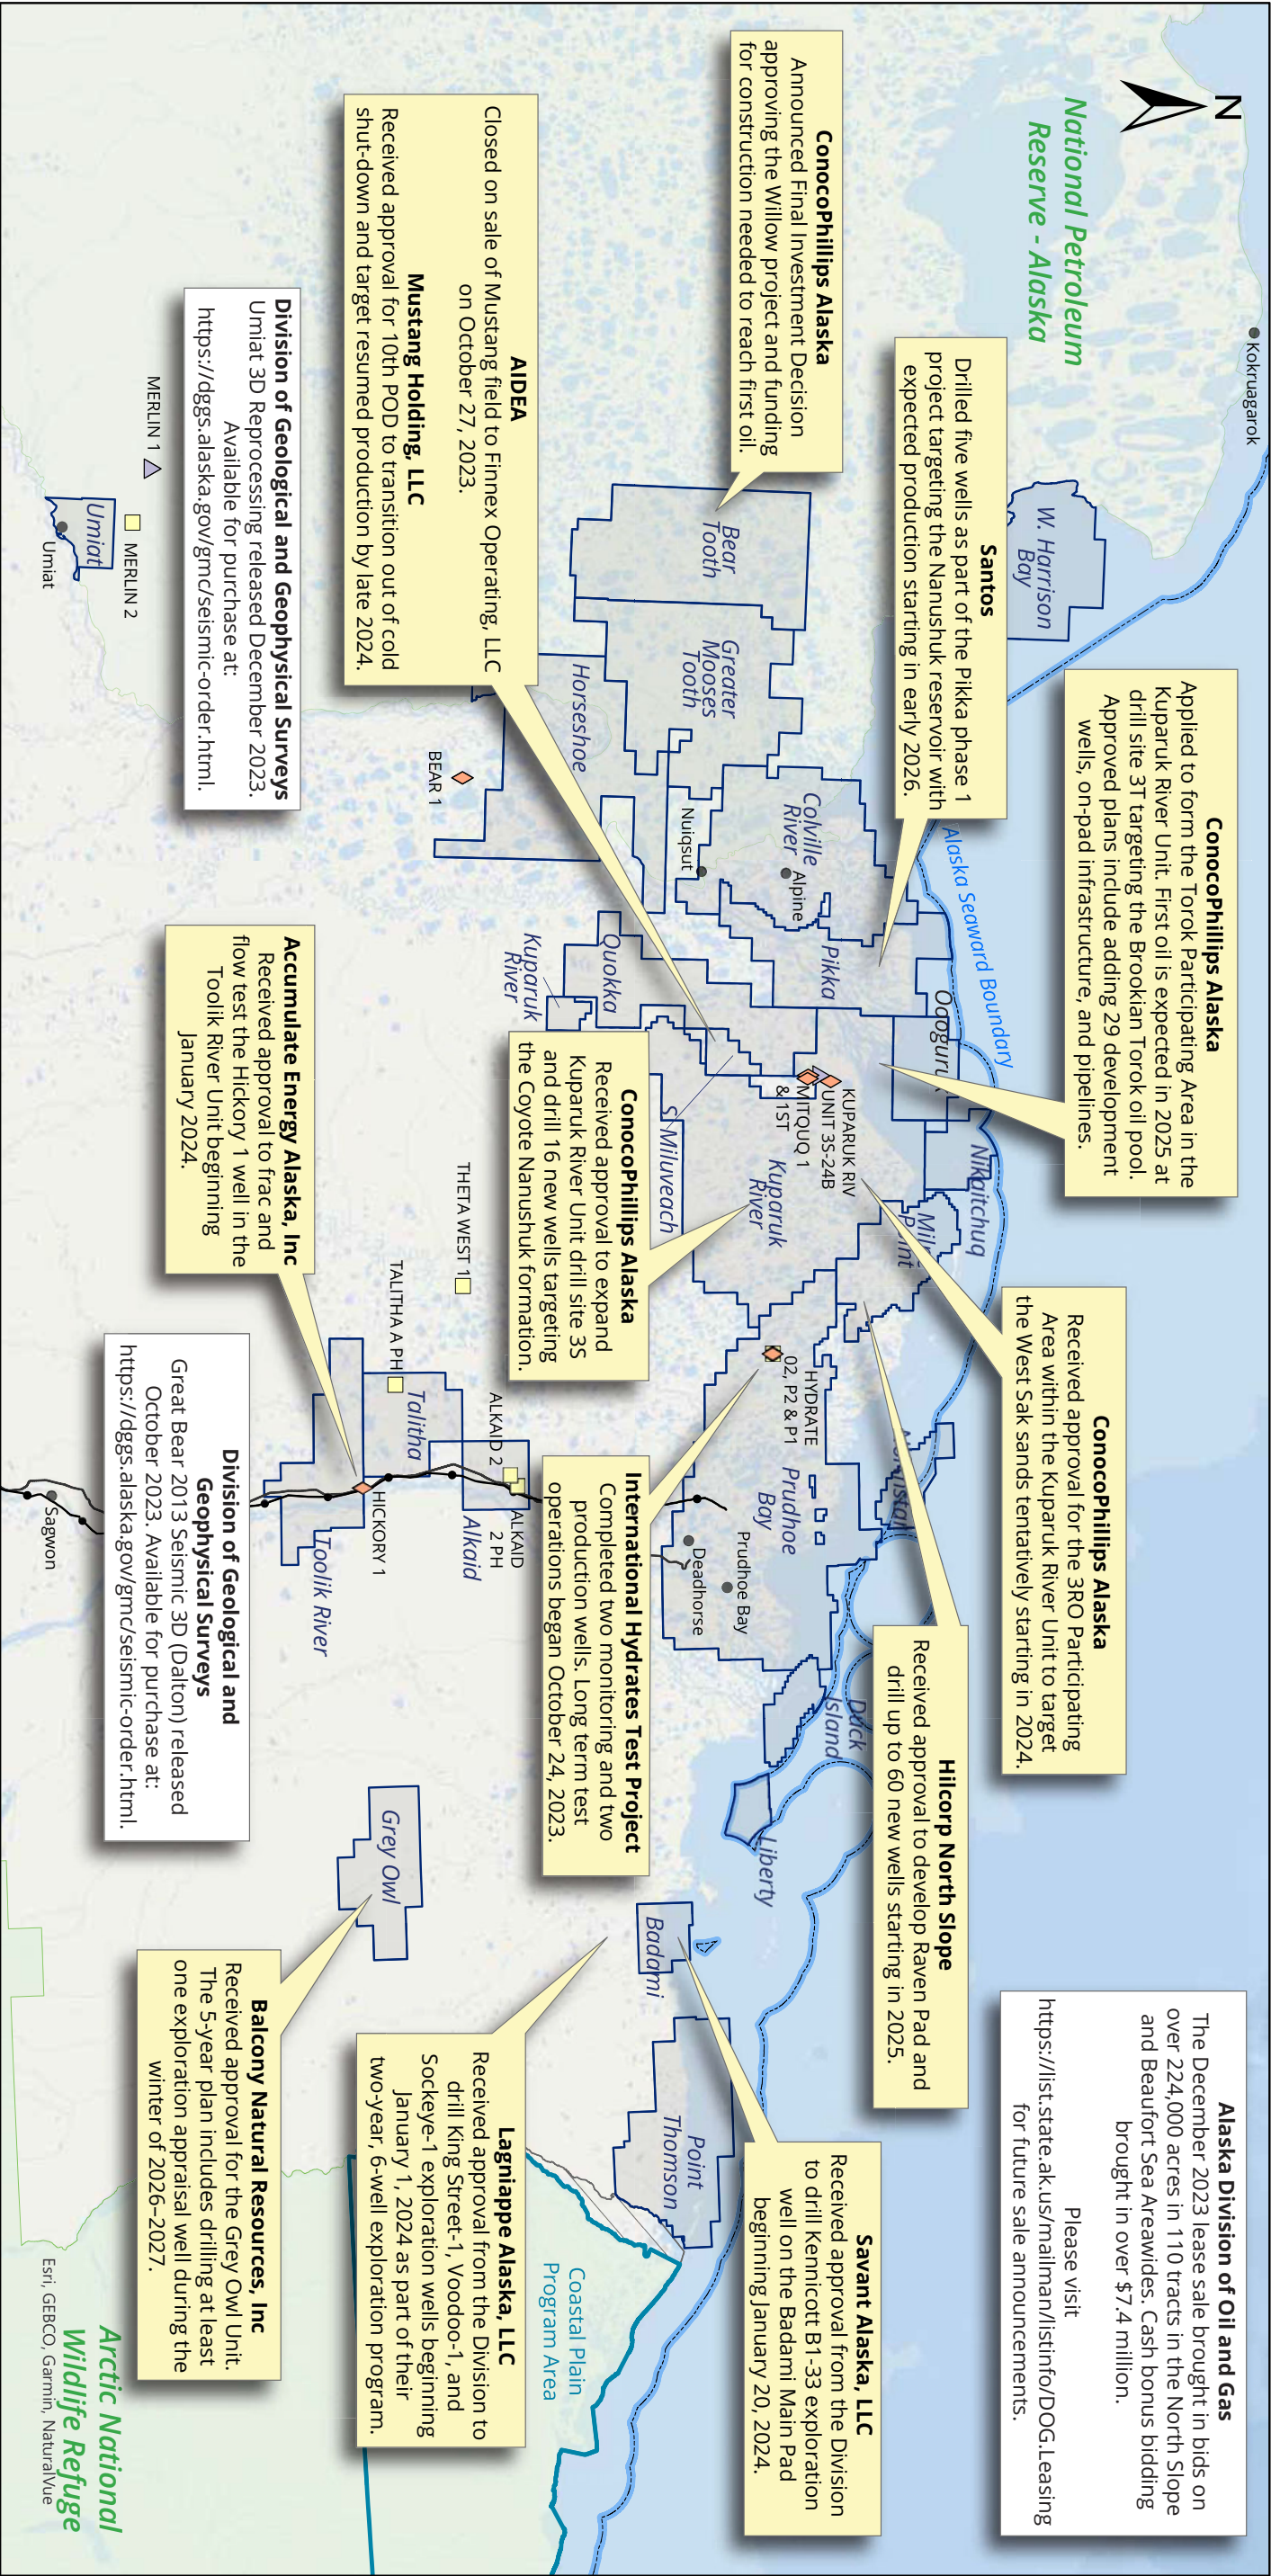 N
National Petroleum
Reserve - Alaska
Kokruagarok
W. Harrison
Bay
ConocoPhillips Alaska
Applied to form the Torok Participating Area in the
Kuparuk River Unit. First oil is expected in 2025 at
drill site 3T targeting the Brookian Torok oil pool.
Approved plans include adding 29 development
wells, on-pad infrastructure, and pipelines.
ConocoPhillips Alaska
Received approval for the 3RO Participating
Area within the Kuparuk River Unit to target
the West Sak sands tentatively starting in 2024.
Alaska Division of Oil and Gas
The December 2023 lease sale brought in bids on
over 224,000 acres in 110 tracts in the North Slope
and Beaufort Sea Areawides. Cash bonus bidding
brought in over $7.4 million.
Please visit
https://list.state.ak.us/mailman/listinfo/DOG.Leasing
for future sale announcements.
Santos
Drilled five wells as part of the Pikka phase 1
project targeting the Nanushuk reservoir with
expected production starting in early 2026.
Alaska Seaward Boundary
Hilcorp North Slope
Received approval to develop Raven Pad and
drill up to 60 new wells starting in 2025.
Savant Alaska, LLC
Received approval from the Division
to drill Kennicott B1-33 exploration
well on the Badami Main Pad
beginning January 20, 2024.
ConocoPhillips Alaska
Announced Final Investment Decision
approving the Willow project and funding
for construction needed to reach first oil.
Bear
Tooth
Greater
Mooses
Tooth
Horseshoe
Colville
River
Alpine
Nuiqsut
Pikka
Nikaitchuq
KUPARUK RIV
UNIT 3S-24B
MITQUQ 1
& 1ST
Kuparuk
River
HYDRATE
02, P2 & P1
Prudhoe
Bay
Prudhoe Bay
Deadhorse
Duck
Island
Liberty
Badami
Point
Thomson
Quokka
Kuparuk
River
S Miluveach
AIDEA
Closed on sale of Mustang field to Finnex Operating, LLC
on October 27, 2023.
Mustang Holding, LLC
Received approval for 10th POD to transition out of cold
shut-down and target resumed production by late 2024.
BEAR 1
ConocoPhillips Alaska
Received approval to expand
Kuparuk River Unit drill site 3S
and drill 16 new wells targeting
the Coyote Nanushuk formation.
International Hydrates Test Project
Completed two monitoring and two
production wells. Long term test
operations began October 24, 2023.
Lagniappe Alaska, LLC
Received approval from the Division to
drill King Street-1, Voodoo-1, and
Sockeye-1 exploration wells beginning
January 1, 2024 as part of their
two-year, 6-well exploration program.
Coastal Plain
Program Area
THETA WEST 1
TALITHA A PH
Talitha
ALKAID 2
ALKAID
2 PH
Alkaid
HICKORY 1
Toolik River
Grey Owl
Division of Geological and Geophysical Surveys
Umiat 3D Reprocessing released December 2023.
Available for purchase at:
https://dggs.alaska.gov/gmc/seismic-order.html.
Accumulate Energy Alaska, Inc
Received approval to frac and
flow test the Hickory 1 well in the
Toolik River Unit beginning
January 2024.
Division of Geological and
Geophysical Surveys
Great Bear 2013 Seismic 3D (Dalton) released
October 2023. Available for purchase at:
https://dggs.alaska.gov/gmc/seismic-order.html.
Balcony Natural Resources, Inc
Received approval for the Grey Owl Unit.
The 5-year plan includes drilling at least
one exploration appraisal well during the
winter of 2026–2027.
MERLIN 1
MERLIN 2
Umiat
Umiat
Sagwon
Arctic National
Wildlife Refuge
Esri, GEBCO, Garmin, NaturalVue